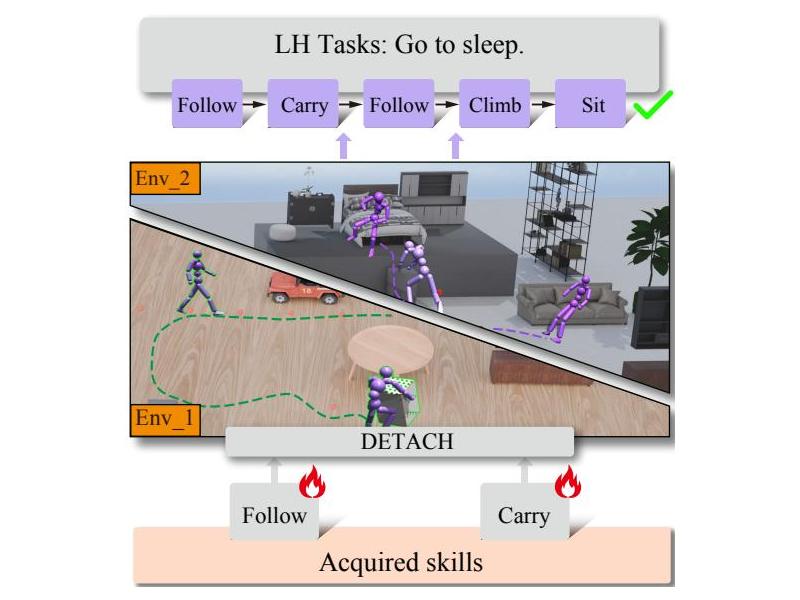 LH Tasks: Go to sleep.
Follow Carry Follow Climb Sit
Env_2
Env_1
DETACH
Follow Carry
Acquired skills